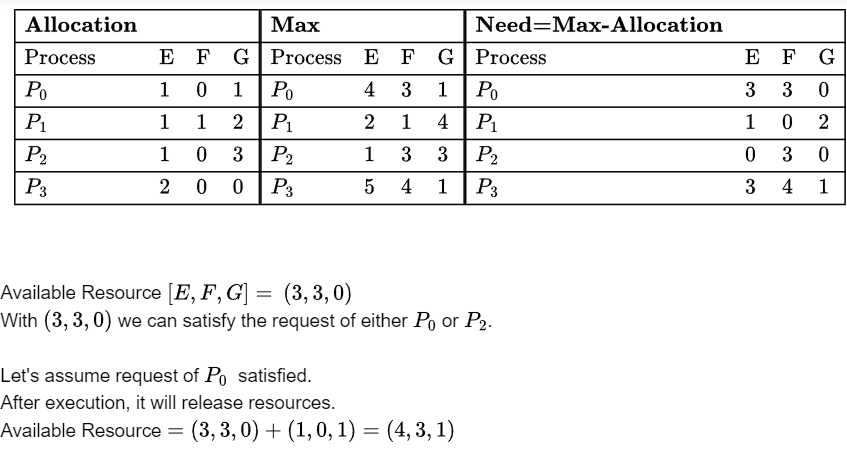 Allocation Max Need=Max-Allocation
Process E F G Process E F G Process E F G
P₀ 1 0 1 P₀ 4 3 1 P₀ 3 3 0
P₁ 1 1 2 P₁ 2 1 4 P₁ 1 0 2
P₂ 1 0 3 P₂ 1 3 3 P₂ 0 3 0
P₃ 2 0 0 P₃ 5 4 1 P₃ 3 4 1
Available Resource [E, F, G] = (3, 3, 0)
With (3, 3, 0) we can satisfy the request of either P₀ or P₂.
Let's assume request of P₀ satisfied.
After execution, it will release resources.
Available Resource = (3, 3, 0) + (1, 0, 1) = (4, 3, 1)